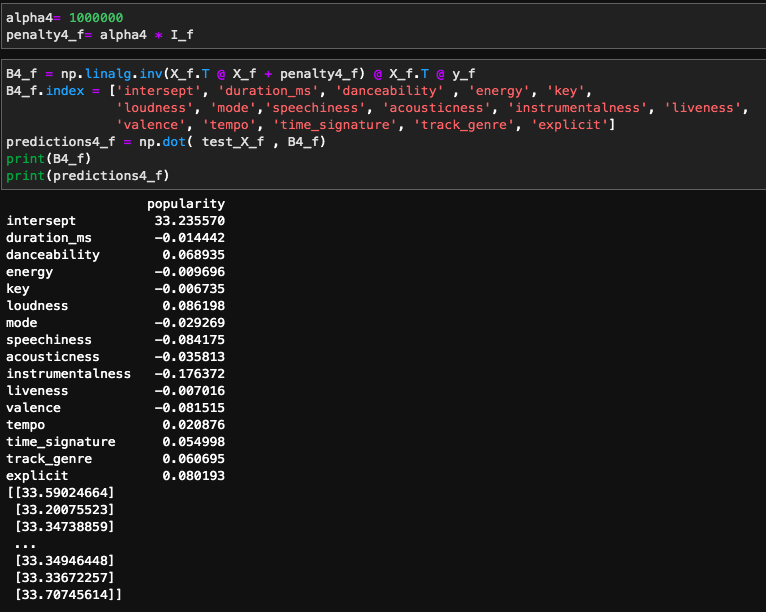 alpha4= 1000000
penalty4_f= alpha4 * I_f
B4_f = np.linalg.inv(X_f.T @ X_f + penalty4_f) @ X_f.T @ y_f
B4_f.index = ['intercept', 'duration_ms', 'danceability' , 'energy', 'key',
'loudness', 'mode','speechiness', 'acousticness', 'instrumentalness', 'liveness',
'valence', 'tempo', 'time_signature', 'track_genre', 'explicit']
predictions4_f = np.dot( test_X_f , B4_f)
print(B4_f)
print(predictions4_f)
popularity
intersept 33.235570
duration_ms -0.014442
danceability 0.068935
energy -0.009696
key -0.006735
loudness 0.086198
mode -0.029269
speechiness -0.084175
acousticness -0.035813
instrumentalness -0.176372
liveness -0.007016
valence -0.081515
tempo 0.020876
time_signature 0.054998
track_genre 0.060695
explicit 0.080193
[[33.59024664]
[33.20075523]
[33.34738859]
...
[33.34946448]
[33.33672257]
[33.70745614]]